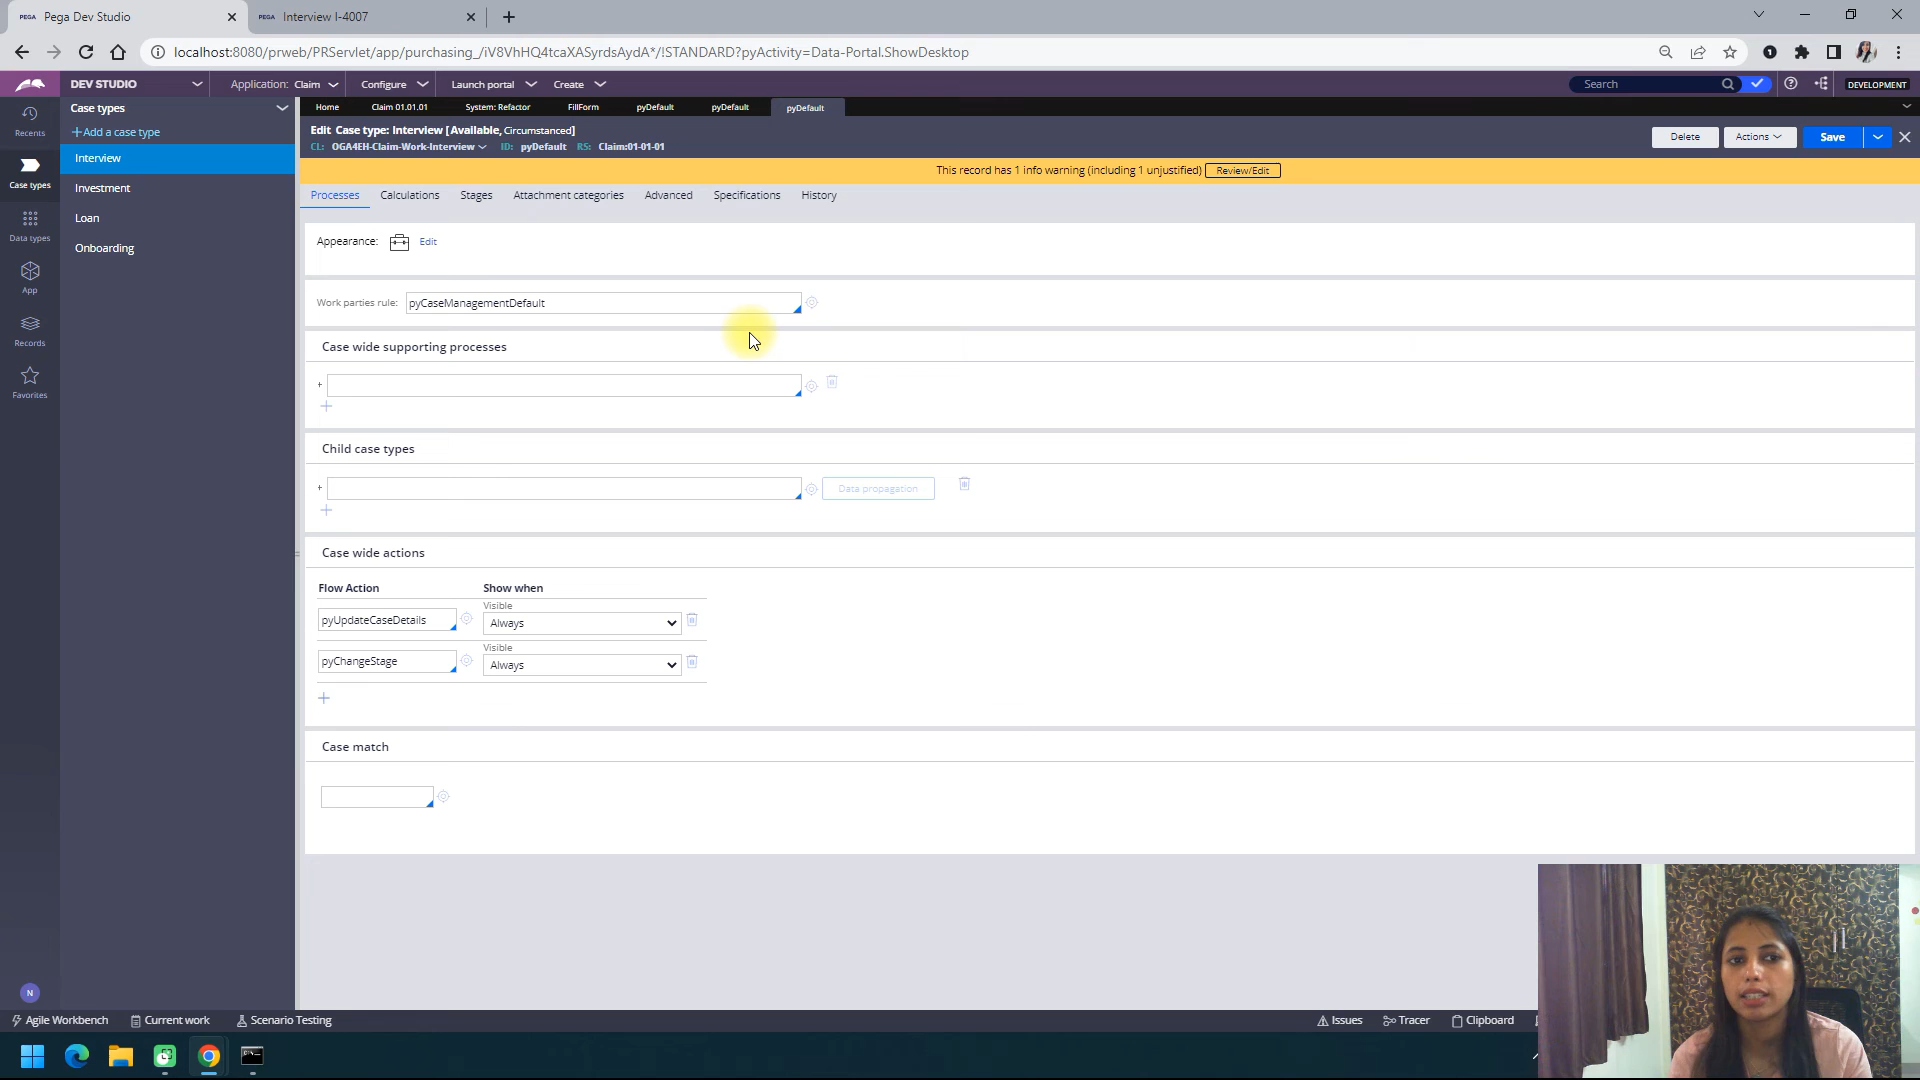 PEGA Pega Dev Studio
PEGA Interview I-4007
localhost:8080/prweb/PRServlet/app/purchasing_/iV8VhHQ4tcaXASyrdsAydA*/!STANDARD?pyActivity=Data-Portal.ShowDesktop
DEV STUDIO Application: Claim Configure Launch portal Create Search DEVELOPMENT
Recents
Case types
Data types
App
Records
Favorites
N
Case types
+Add a case type
Interview
Investment
Loan
Onboarding
Home Claim 01.01.01 System: Refactor FillForm pyDefault pyDefault pyDefault
Edit Case type: Interview [Available, Circumstanced]
CL: OGA4EH-Claim-Work-Interview ID: pyDefault RS: Claim:01-01-01
Delete Actions Save
This record has 1 info warning (including 1 unjustified) Review/Edit
Processes Calculations Stages Attachment categories Advanced Specifications History
Appearance: Edit
Work parties rule: pyCaseManagementDefault
Case wide supporting processes
Child case types
Data propagation
Case wide actions
Flow Action Show when
Visible
pyUpdateCaseDetails Always
Visible
pyChangeStage Always
Case match
Agile Workbench Current work Scenario Testing Issues Tracer Clipboard